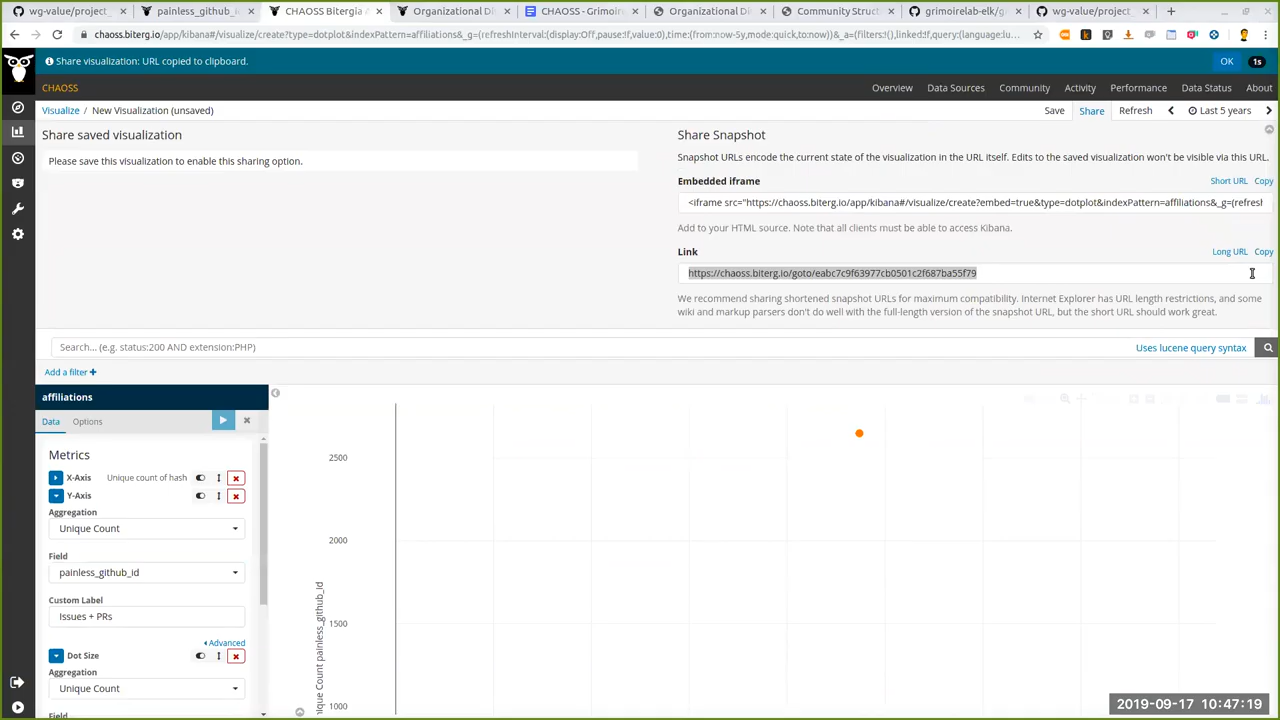 wg-value/project_
painless_github_id
CHAOSS Bitergia A
Organizational Di
CHAOSS - Grimoire
Organizational Di
Community Struct
grimoirelab-elk/g
wg-value/project_
chaoss.biterg.io/app/kibana#/visualize/create?type=dotplot&indexPattern=affiliations&_g=(refreshInterval:(display:Off,pause:!f,value:0),time:(from:now-5y,mode:quick,to:now))&_a=(filters:!(),linked:!f,query:(language:lu...
Share visualization: URL copied to clipboard.
OK
1s
CHAOSS
Overview Data Sources Community Activity Performance Data Status About
Visualize / New Visualization (unsaved)
Save Share Refresh Last 5 years
Share saved visualization
Please save this visualization to enable this sharing option.
Share Snapshot
Snapshot URLs encode the current state of the visualization in the URL itself. Edits to the saved visualization won't be visible via this URL.
Embedded iframe
Short URL Copy
<iframe src="https://chaoss.biterg.io/app/kibana#/visualize/create?embed=true&type=dotplot&indexPattern=affiliations&_g=(refresh
Add to your HTML source. Note that all clients must be able to access Kibana.
Link
Long URL Copy
https://chaoss.biterg.io/goto/eabc7c9f63977cb0501c2f687ba55f79
We recommend sharing shortened snapshot URLs for maximum compatibility. Internet Explorer has URL length restrictions, and some
wiki and markup parsers don't do well with the full-length version of the snapshot URL, but the short URL should work great.
Search... (e.g. status:200 AND extension:PHP)
Uses lucene query syntax
Add a filter +
affiliations
Data Options
Metrics
X-Axis Unique count of hash
Y-Axis
Aggregation
Unique Count
Field
painless_github_id
Custom Label
Issues + PRs
Advanced
Dot Size
Aggregation
Unique Count
Field
2500
2000
1500
1000
nique Count painless_github_id
2019-09-17 10:47:19